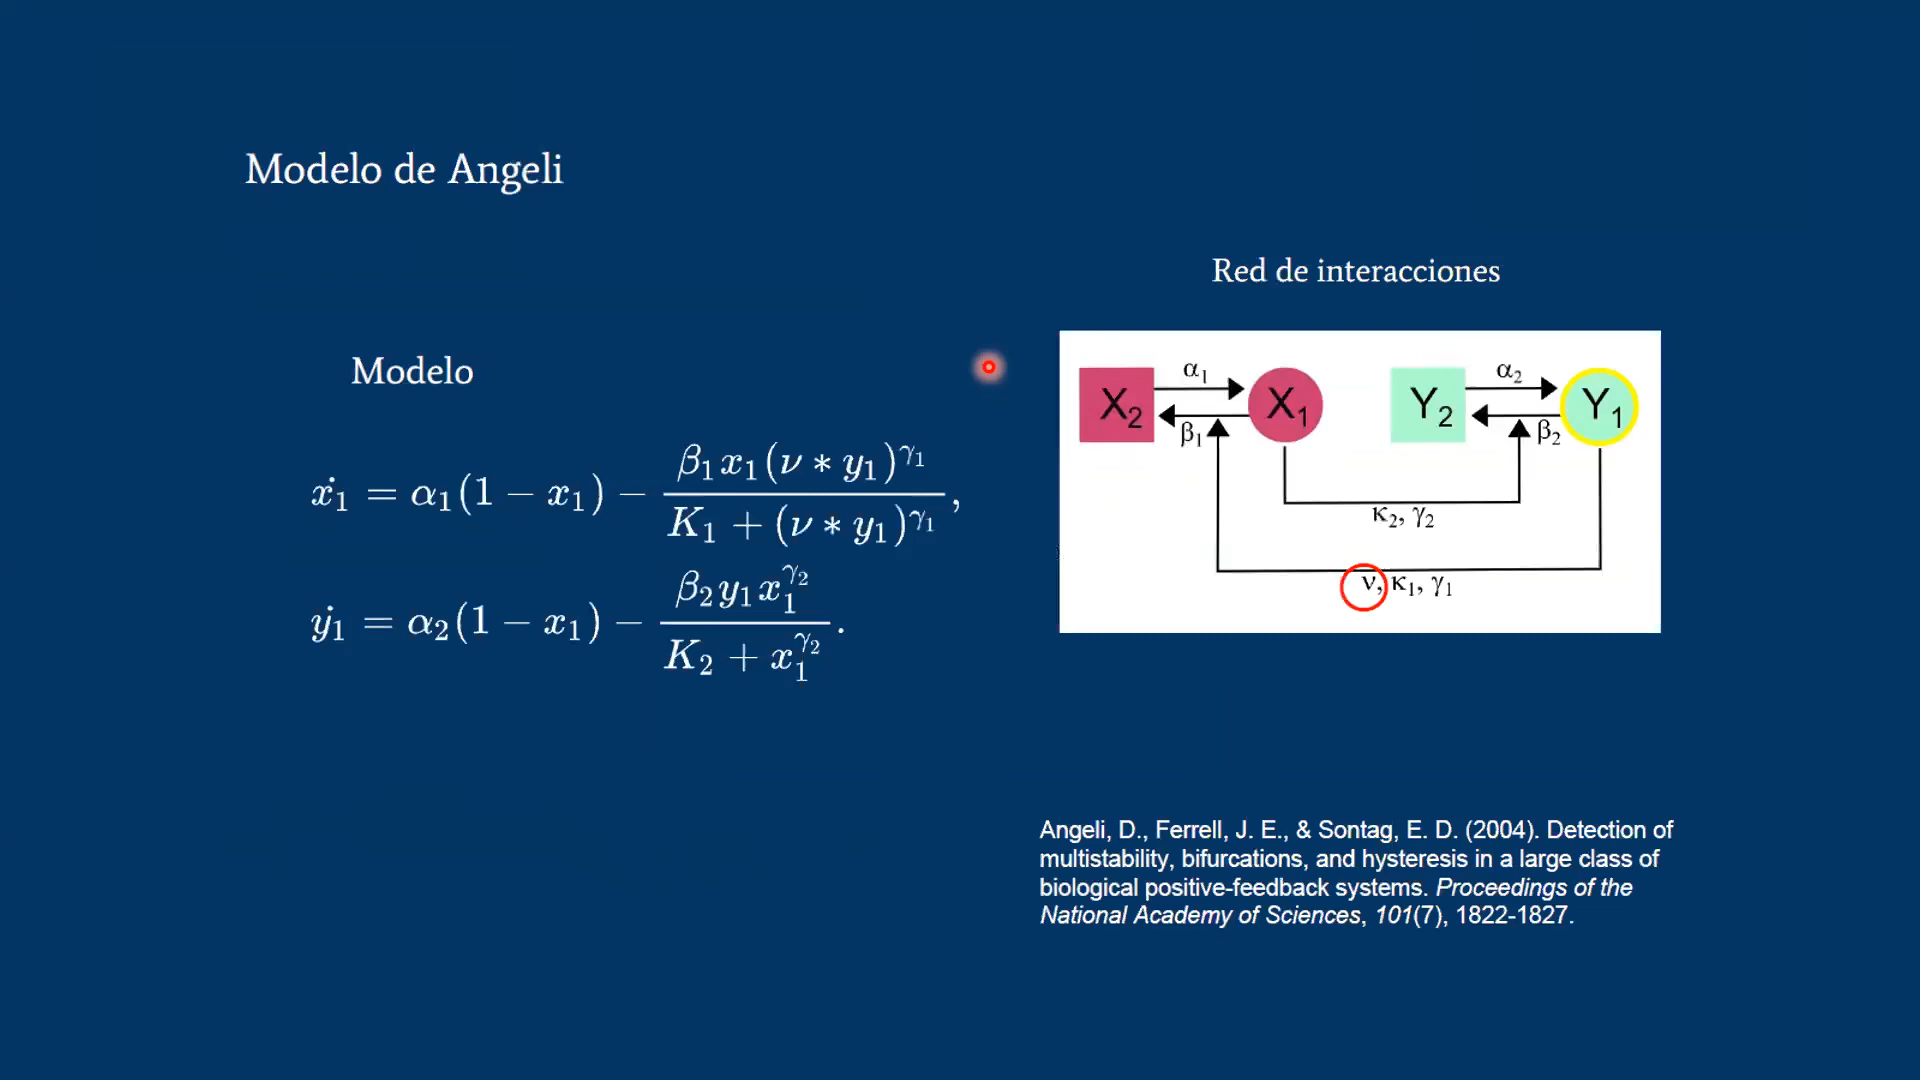 Modelo de Angeli
Red de interacciones
Modelo
ẋ₁ = α₁(1 − x₁) − β₁x₁(ν ∗ y₁)^γ₁ / K₁ + (ν ∗ y₁)^γ₁ ,
ẏ₁ = α₂(1 − x₁) − β₂y₁x₁^γ₂ / K₂ + x₁^γ₂ .
X₂ α₁ β₁ X₁ Y₂ α₂ β₂ Y₁
κ₂, γ₂
ν, κ₁, γ₁
Angeli, D., Ferrell, J. E., & Sontag, E. D. (2004). Detection of
multistability, bifurcations, and hysteresis in a large class of
biological positive-feedback systems. Proceedings of the
National Academy of Sciences, 101(7), 1822-1827.